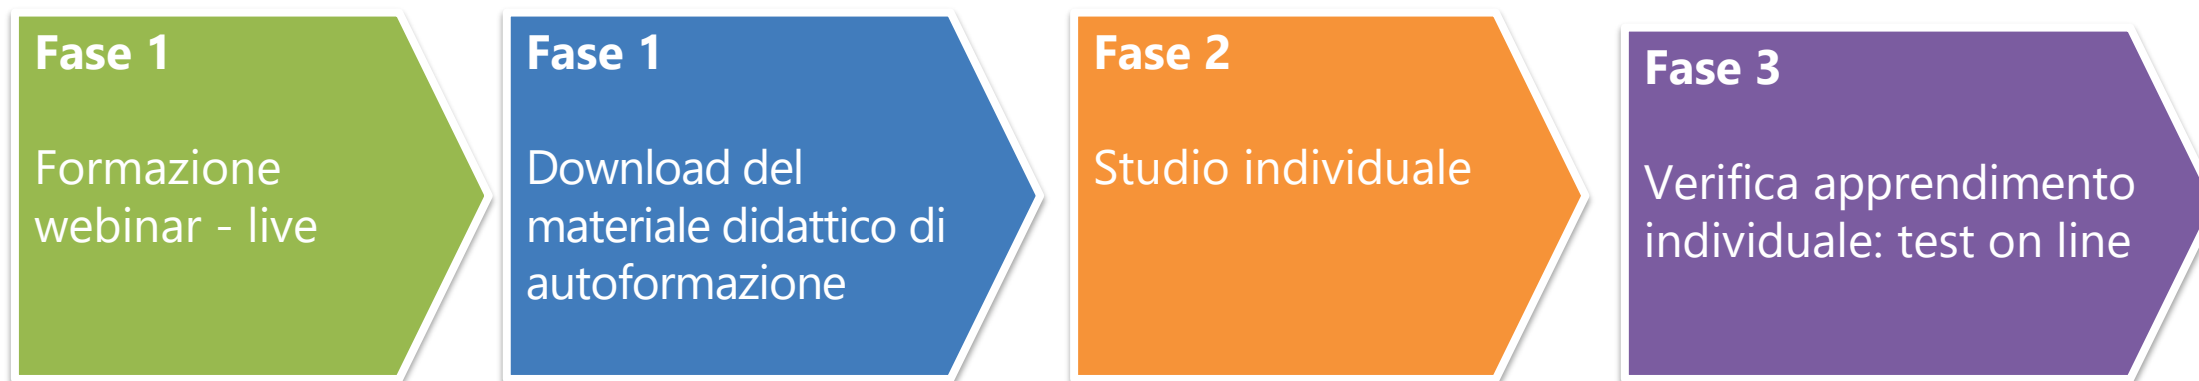 Fase 1
Formazione
webinar - live
Fase 1
Download del
materiale didattico di
autoformazione
Fase 2
Studio individuale
Fase 3
Verifica apprendimento
individuale: test on line